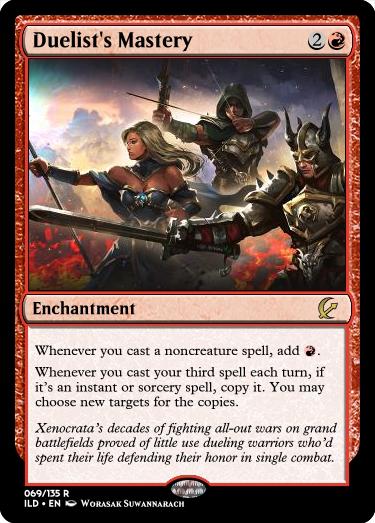 Duelist's Mastery 2
Enchantment
Whenever you cast a noncreature spell, add .
Whenever you cast your third spell each turn, if
it's an instant or sorcery spell, copy it. You may
choose new targets for the copies.
Xenocrata's decades of fighting all-out wars on grand
battlefields proved of little use dueling warriors who'd
spent their life defending their honor in single combat.
069/135 R
ILD • EN Worasak Suwannarach